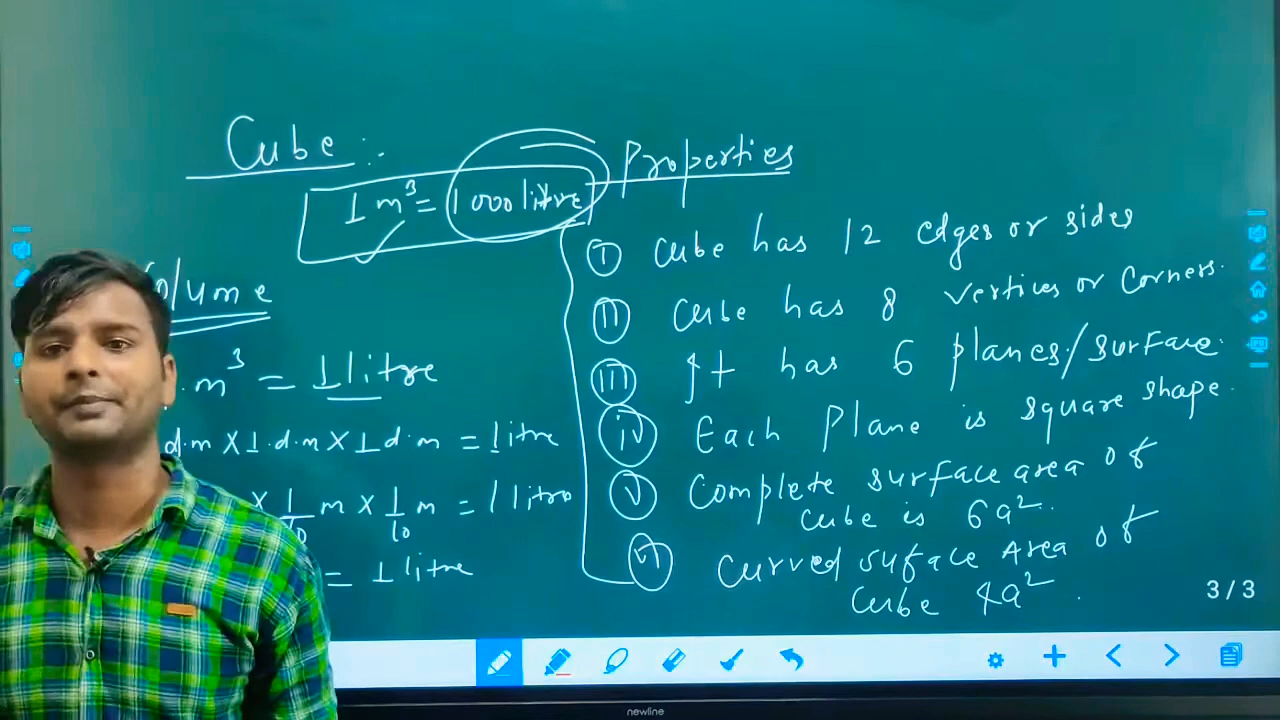 Cube :-
1 m³ = 1000 litre
Properties
olume
. m³ = 1 litre
d.m X 1.d.m X 1 d.m = litre
X 1/10 m X 1/10 m = 1 litre
= 1 litre
I Cube has 12 edges or sides
II Cube has 8 vertices or corners.
III It has 6 planes/surface.
iv Each Plane is square shape.
V Complete surface area of
cube is 6a².
VI Curved suface Area of
Cube 4a².
3/3
newline